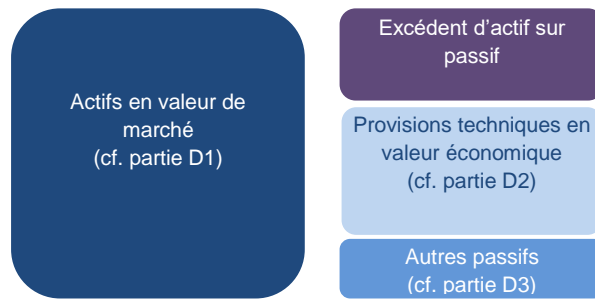 Actifs en valeur de
marché
(cf. partie D1)
Excédent d'actif sur
passif
Provisions techniques en
valeur économique
(cf. partie D2)
Autres passifs
(cf. partie D3)